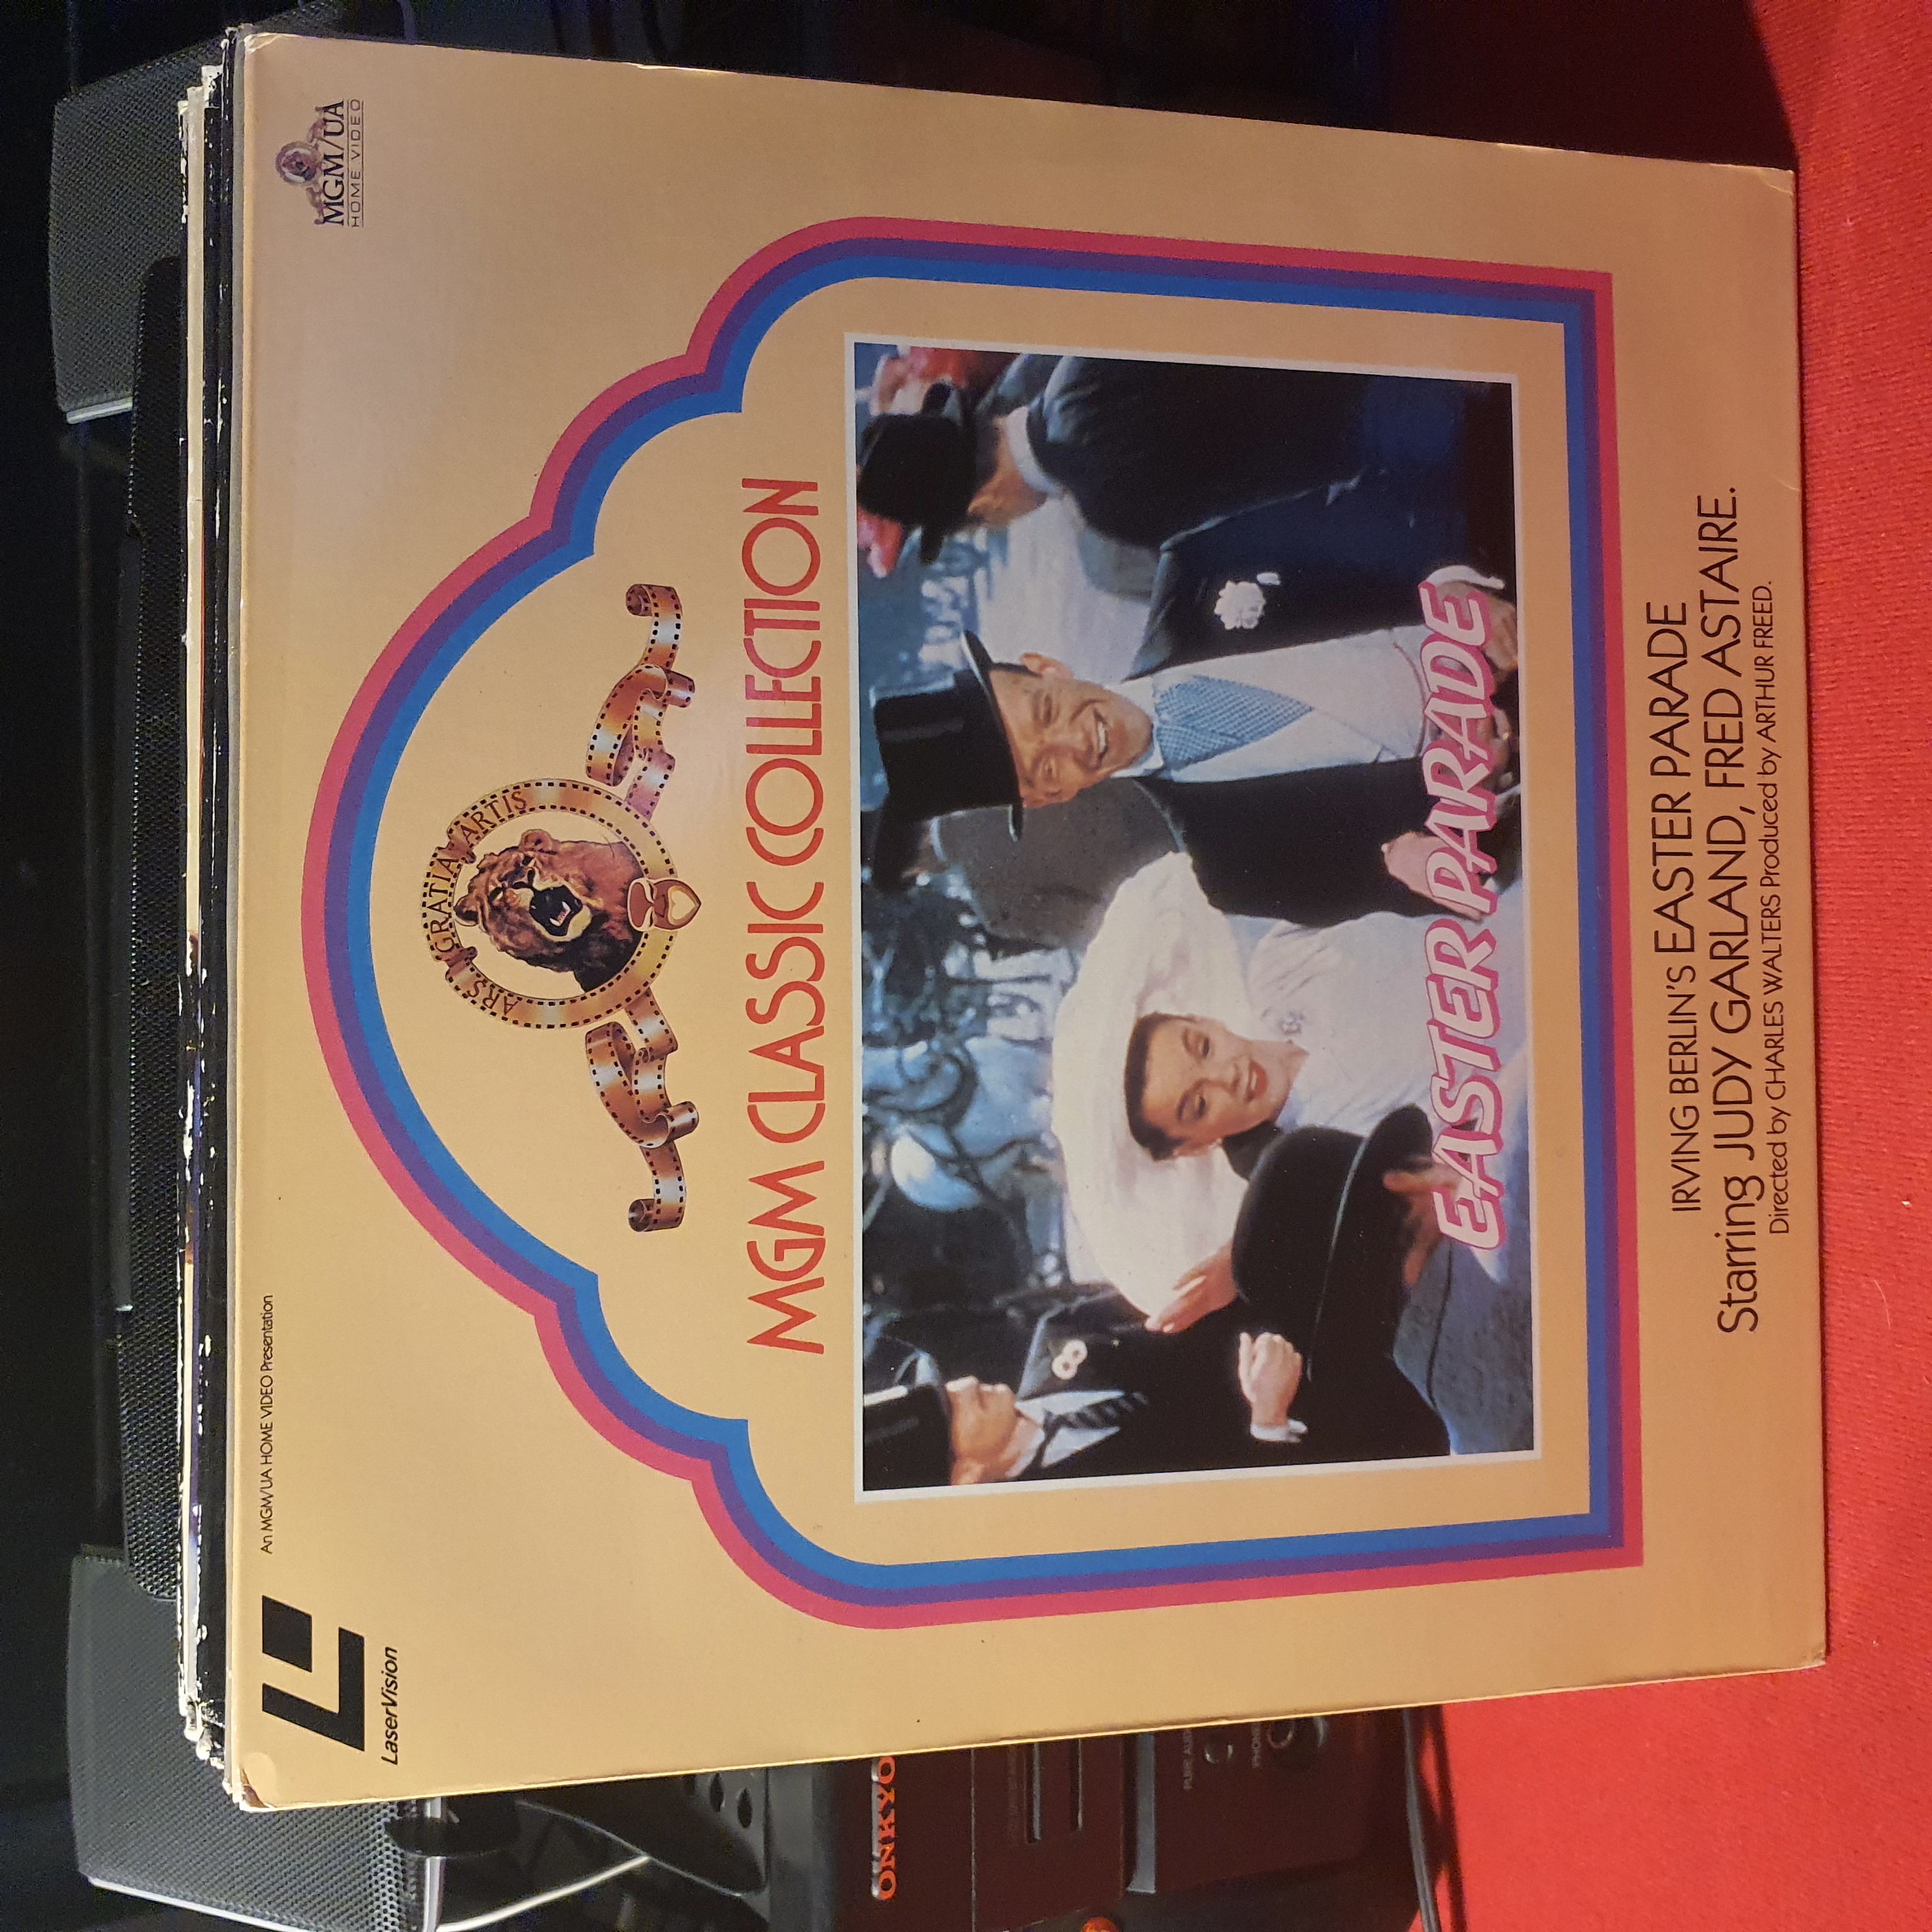 LaserVision
An MGM/UA HOME VIDEO Presentation
MGM/UA
HOME VIDEO
ARS GRATIA ARTIS
MGM CLASSIC COLLECTION
EASTER PARADE
IRVING BERLIN'S EASTER PARADE
Starring JUDY GARLAND, FRED ASTAIRE.
Directed by CHARLES WALTERS Produced by ARTHUR FREED.
ONKYO